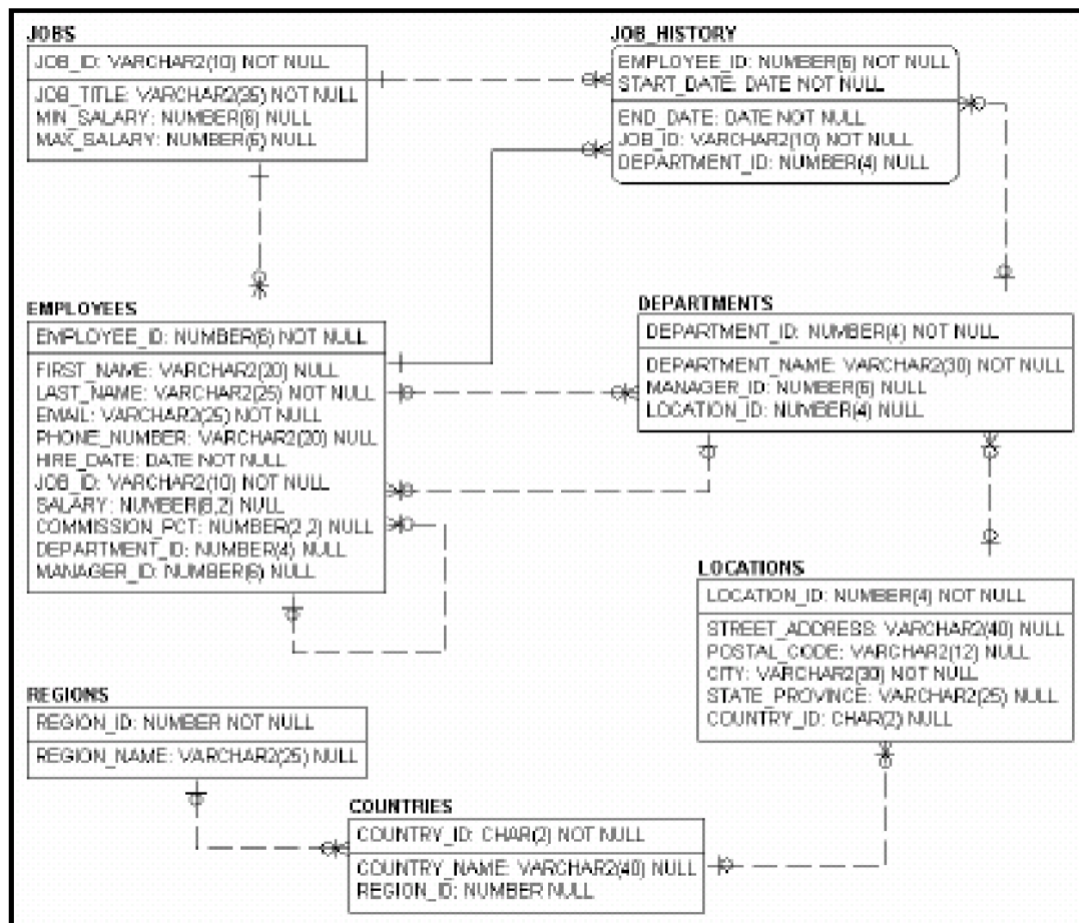 JOBS
JOB_ID: VARCHAR2(10) NOT NULL
JOB_TITLE: VARCHAR2(35) NOT NULL
MIN_SALARY: NUMBER(6) NULL
MAX_SALARY: NUMBER(6) NULL
JOB_HISTORY
EMPLOYEE_ID: NUMBER(6) NOT NULL
START_DATE: DATE NOT NULL
END_DATE: DATE NOT NULL
JOB_ID: VARCHAR2(10) NOT NULL
DEPARTMENT_ID: NUMBER(4) NULL
EMPLOYEES
EMPLOYEE_ID: NUMBER(6) NOT NULL
FIRST_NAME: VARCHAR2(20) NULL
LAST_NAME: VARCHAR2(25) NOT NULL
EMAIL: VARCHAR2(25) NOT NULL
PHONE_NUMBER: VARCHAR2(20) NULL
HIRE_DATE: DATE NOT NULL
JOB_ID: VARCHAR2(10) NOT NULL
SALARY: NUMBER(8,2) NULL
COMMISSION_PCT: NUMBER(2,2) NULL
DEPARTMENT_ID: NUMBER(4) NULL
MANAGER_ID: NUMBER(6) NULL
DEPARTMENTS
DEPARTMENT_ID: NUMBER(4) NOT NULL
DEPARTMENT_NAME: VARCHAR2(30) NOT NULL
MANAGER_ID: NUMBER(6) NULL
LOCATION_ID: NUMBER(4) NULL
LOCATIONS
LOCATION_ID: NUMBER(4) NOT NULL
STREET_ADDRESS: VARCHAR2(40) NULL
POSTAL_CODE: VARCHAR2(12) NULL
CITY: VARCHAR2(30) NOT NULL
STATE_PROVINCE: VARCHAR2(25) NULL
COUNTRY_ID: CHAR(2) NULL
REGIONS
REGION_ID: NUMBER NOT NULL
REGION_NAME: VARCHAR2(25) NULL
COUNTRIES
COUNTRY_ID: CHAR(2) NOT NULL
COUNTRY_NAME: VARCHAR2(40) NULL
REGION_ID: NUMBER NULL